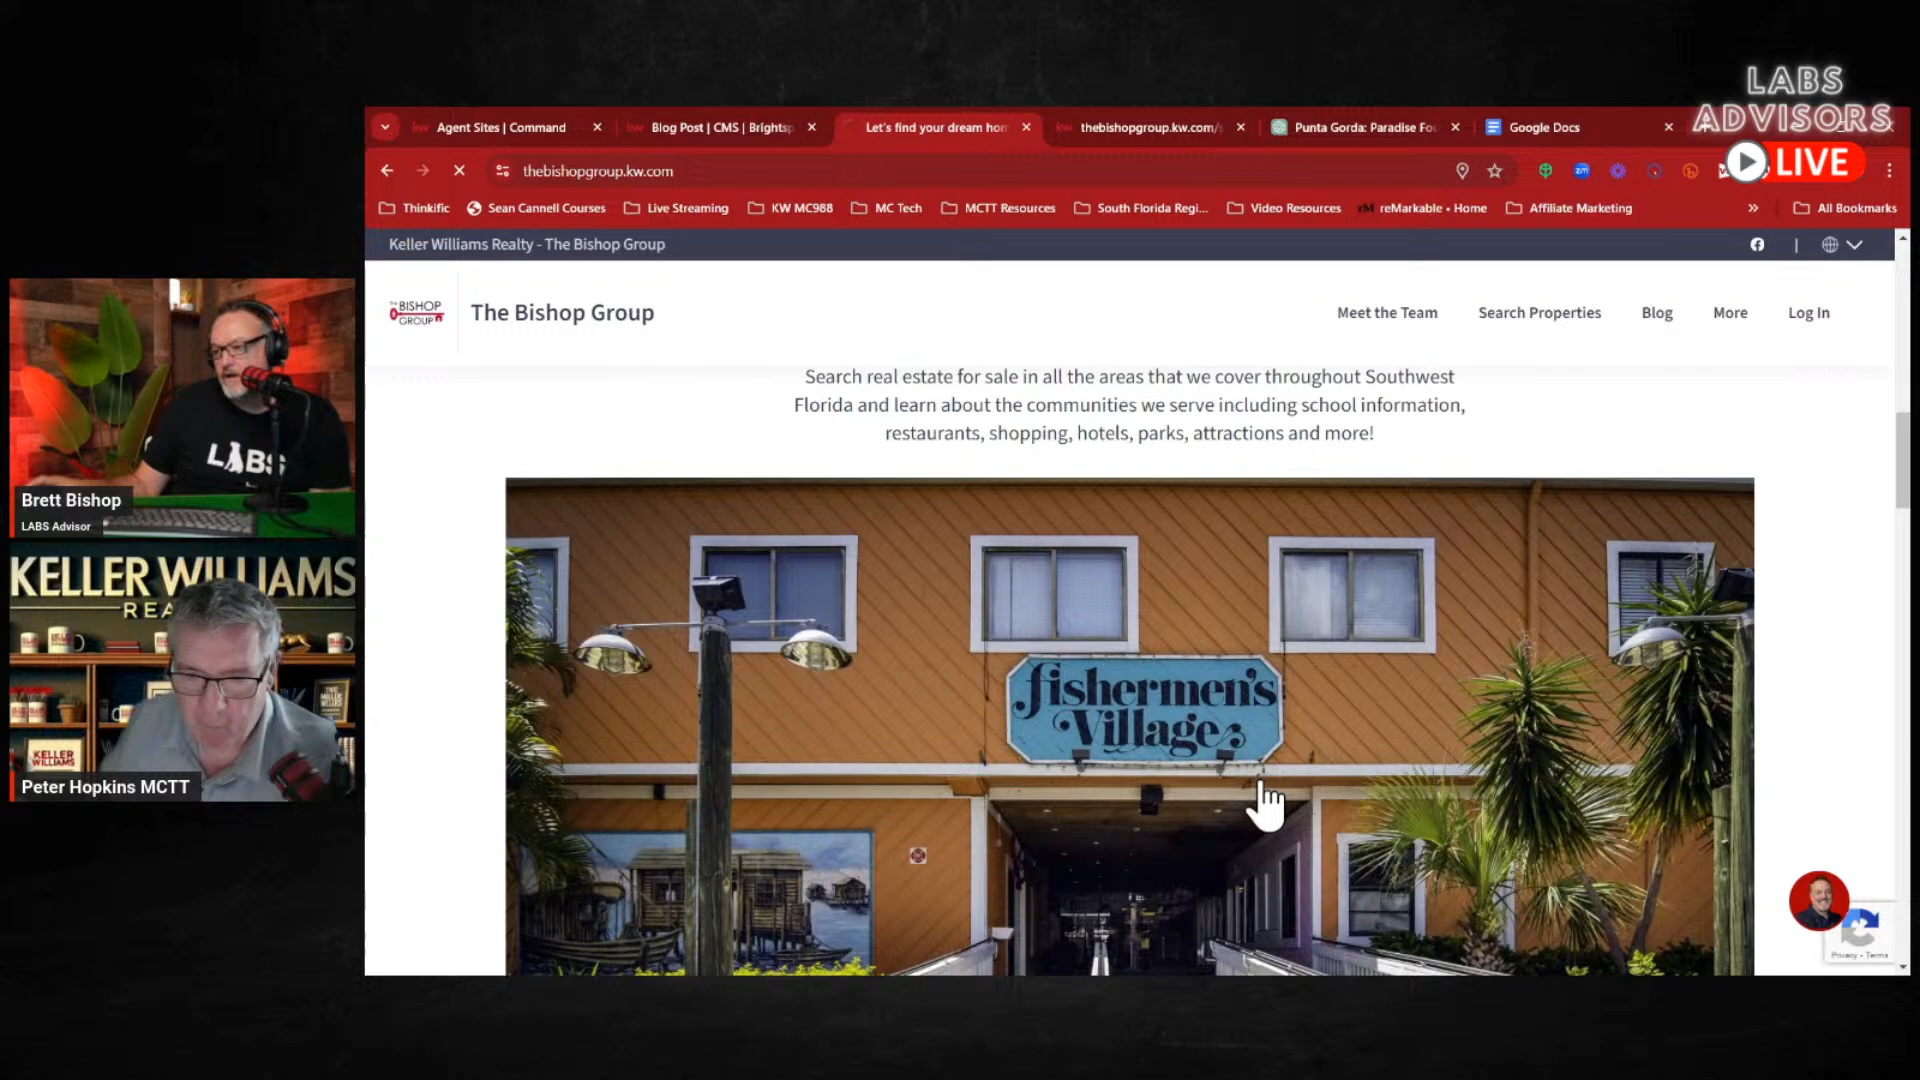 LABS
ADVISORS
LIVE
Agent Sites | Command
Blog Post | CMS | Brightsp
Let's find your dream hom
thebishopgroup.kw.com/s
Punta Gorda: Paradise Fou
Google Docs
thebishopgroup.kw.com
Thinkific
Sean Cannell Courses
Live Streaming
KW MC988
MC Tech
MCTT Resources
South Florida Regi...
Video Resources
reMarkable • Home
Affiliate Marketing
All Bookmarks
Keller Williams Realty - The Bishop Group
BISHOP
GROUP
The Bishop Group
Meet the Team
Search Properties
Blog
More
Log In
Search real estate for sale in all the areas that we cover throughout Southwest
Florida and learn about the communities we serve including school information,
restaurants, shopping, hotels, parks, attractions and more!
fishermen's
Village
Privacy - Terms
LABS
Brett Bishop
LABS Advisor
KELLER WILLIAMS
KELLER
WILLIAMS
Peter Hopkins MCTT